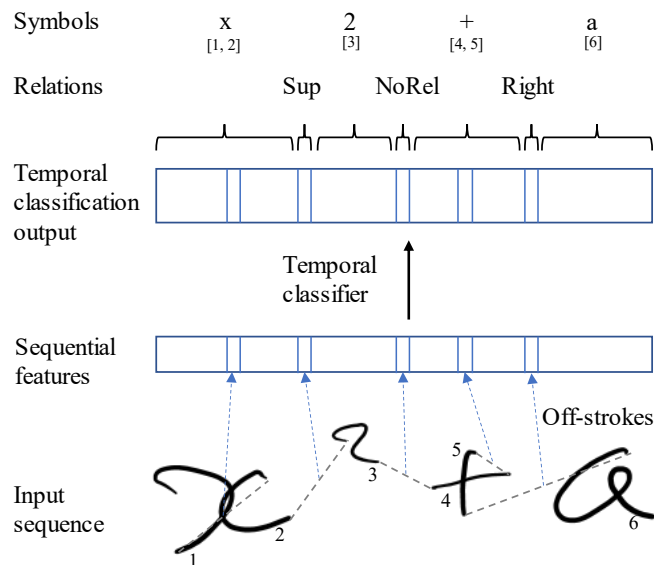 Symbols x 2 + a
[1, 2] [3] [4, 5] [6]
Relations Sup NoRel Right
Temporal
classification
output
Temporal
classifier
Sequential
features
Off-strokes
Input
sequence
x 2 + a
1 2 3 4 5 6